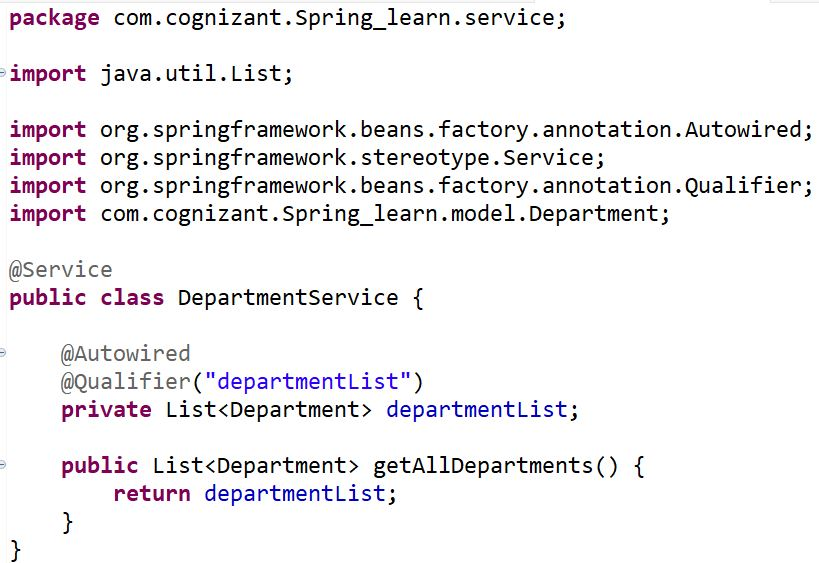 package com.cognizant.Spring_learn.service;
import java.util.List;
import org.springframework.beans.factory.annotation.Autowired;
import org.springframework.stereotype.Service;
import org.springframework.beans.factory.annotation.Qualifier;
import com.cognizant.Spring_learn.model.Department;
@Service
public class DepartmentService {
    @Autowired
    @Qualifier("departmentList")
    private List<Department> departmentList;
    public List<Department> getAllDepartments() {
        return departmentList;
    }
}